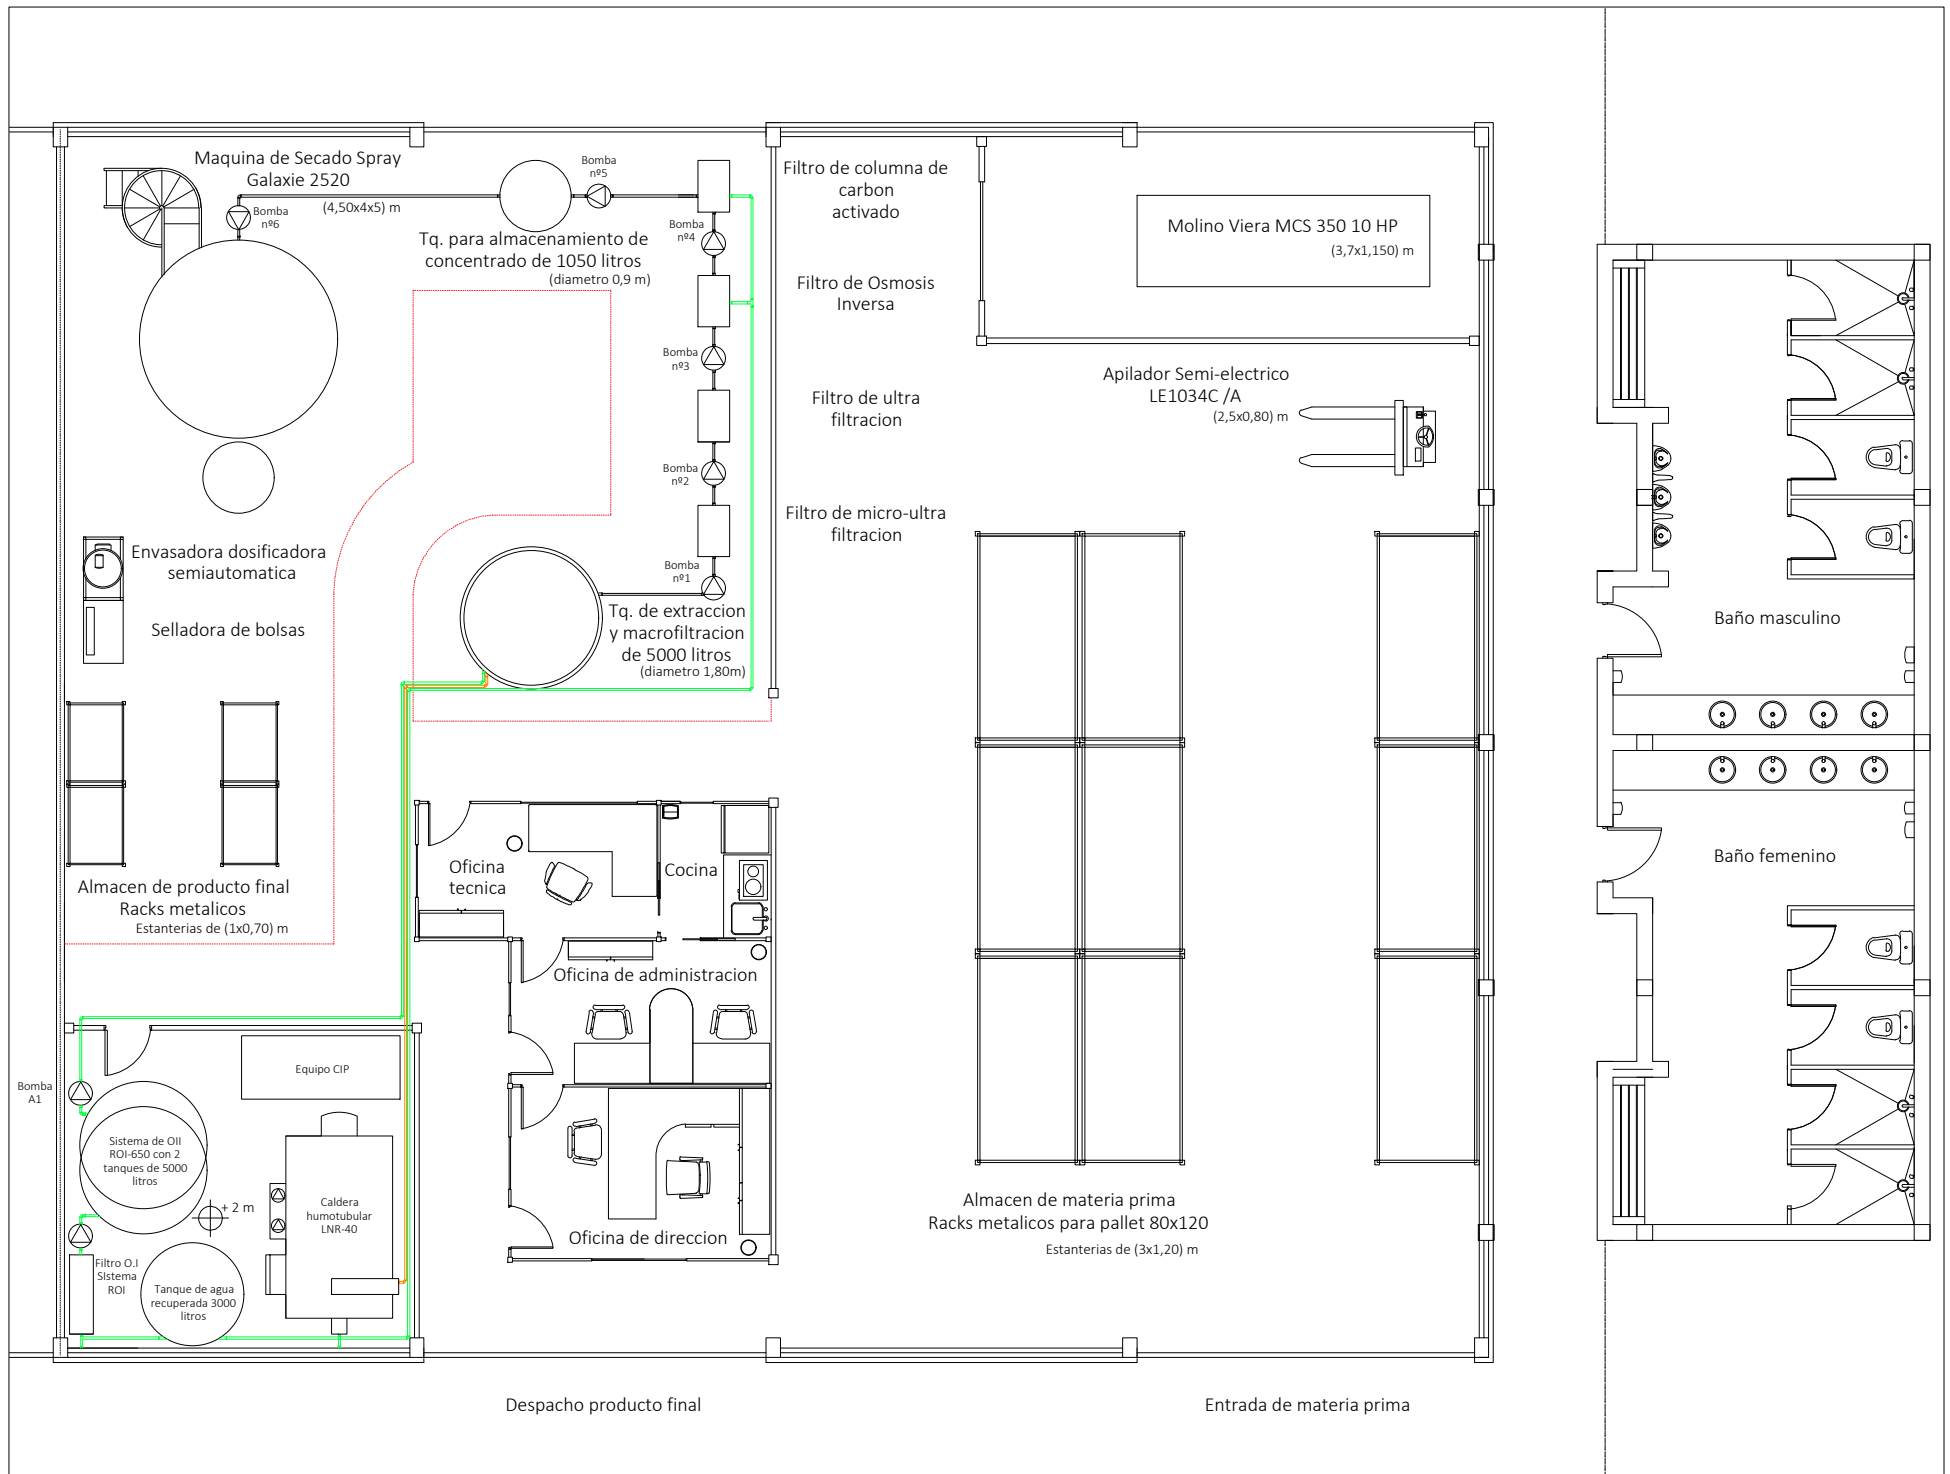 Maquina de Secado Spray
Galaxie 2520
(4,50x4x5) m
Bomba
nº6
Bomba
nº5
Tq. para almacenamiento de
concentrado de 1050 litros
(diametro 0,9 m)
Bomba
nº4
Filtro de columna de
carbon
activado
Molino Viera MCS 350 10 HP
(3,7x1,150) m
Filtro de Osmosis
Inversa
Bomba
nº3
Apilador Semi-electrico
LE1034C /A
(2,5x0,80) m
Filtro de ultra
filtracion
Bomba
nº2
Filtro de micro-ultra
filtracion
Bomba
nº1
Envasadora dosificadora
semiautomatica
Selladora de bolsas
Tq. de extraccion
y macrofiltracion
de 5000 litros
(diametro 1,80m)
Baño masculino
Baño femenino
Almacen de producto final
Racks metalicos
Estanterias de (1x0,70) m
Oficina
tecnica
Cocina
Oficina de administracion
Oficina de direccion
Equipo CIP
Bomba
A1
Sistema de OII
ROI-650 con 2
tanques de 5000
litros
+ 2 m
Caldera
humotubular
LNR-40
Filtro O.I
SIstema
ROI
Tanque de agua
recuperada 3000
litros
Almacen de materia prima
Racks metalicos para pallet 80x120
Estanterias de (3x1,20) m
Despacho producto final
Entrada de materia prima